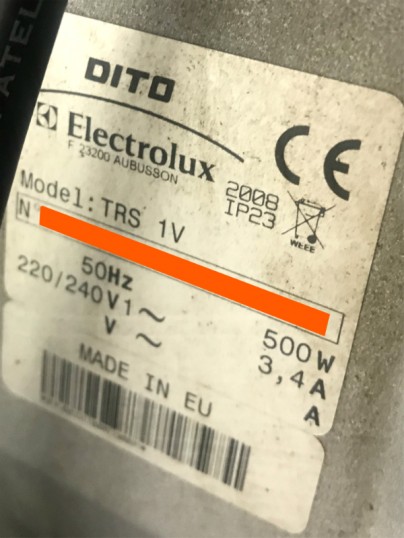 DITO
Electrolux
F 23200 AUBUSSON
CE
2008
IP23
WEEE
Model:TRS 1V
N°
50Hz
220/240V1~ 500W
V ~ 3,4A
A
MADE IN EU